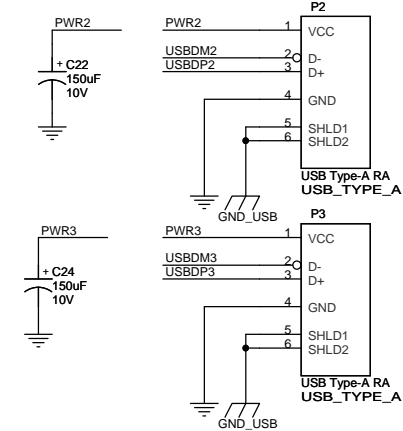 P2
PWR2
PWR2
1
VCC
USBDM2
2
D-
USBDP2
3
D+
+ C22
150uF
10V
4
GND
5
SHLD1
6
SHLD2
USB Type-A RA
USB_TYPE_A
GND_USB
P3
PWR3
PWR3
1
VCC
USBDM3
2
D-
USBDP3
3
D+
+ C24
150uF
10V
4
GND
5
SHLD1
6
SHLD2
USB Type-A RA
USB_TYPE_A
GND_USB